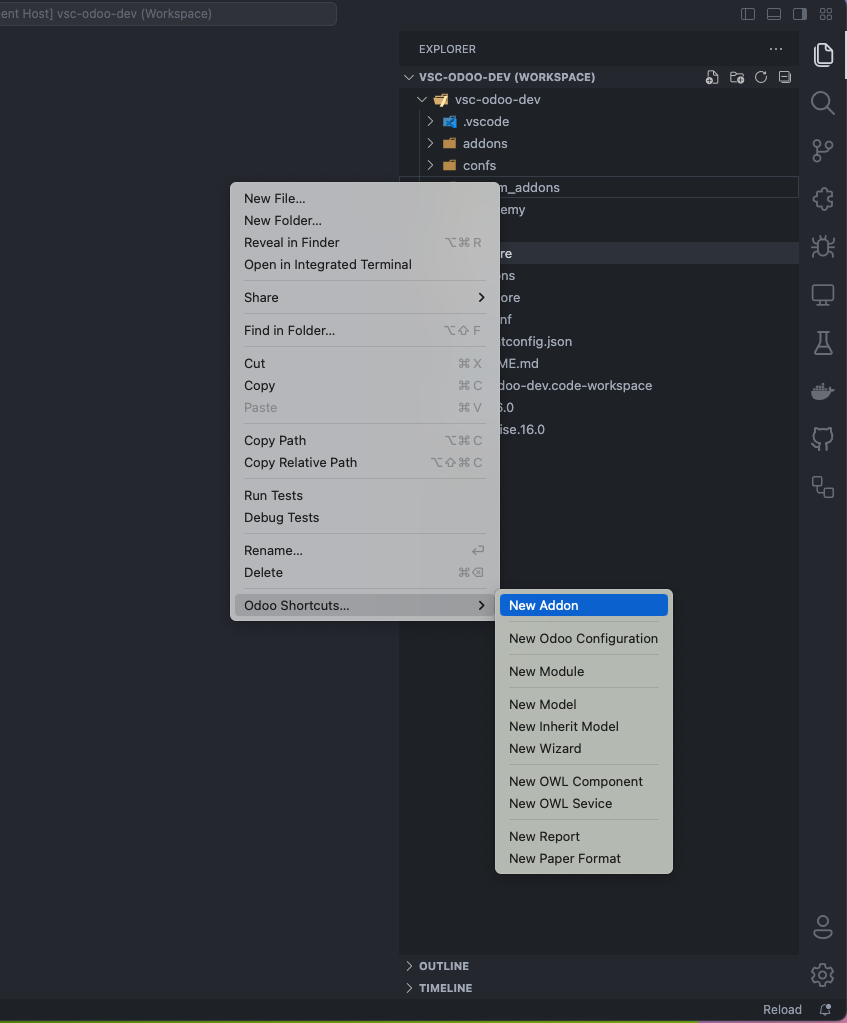 ent Host] vsc-odoo-dev (Workspace)
EXPLORER
VSC-ODOO-DEV (WORKSPACE)
vsc-odoo-dev
.vscode
addons
confs
m_addons
emy
re
ns
ore
nf
tconfig.json
ME.md
doo-dev.code-workspace
6.0
ise.16.0
New File...
New Folder...
Reveal in Finder ⌥⌘R
Open in Integrated Terminal
Share
Find in Folder... ⌥⇧F
Cut ⌘X
Copy ⌘C
Paste ⌘V
Copy Path ⌥⌘C
Copy Relative Path ⌥⇧⌘C
Run Tests
Debug Tests
Rename... ⏎
Delete ⌘⌫
Odoo Shortcuts...
New Addon
New Odoo Configuration
New Module
New Model
New Inherit Model
New Wizard
New OWL Component
New OWL Sevice
New Report
New Paper Format
OUTLINE
TIMELINE
Reload